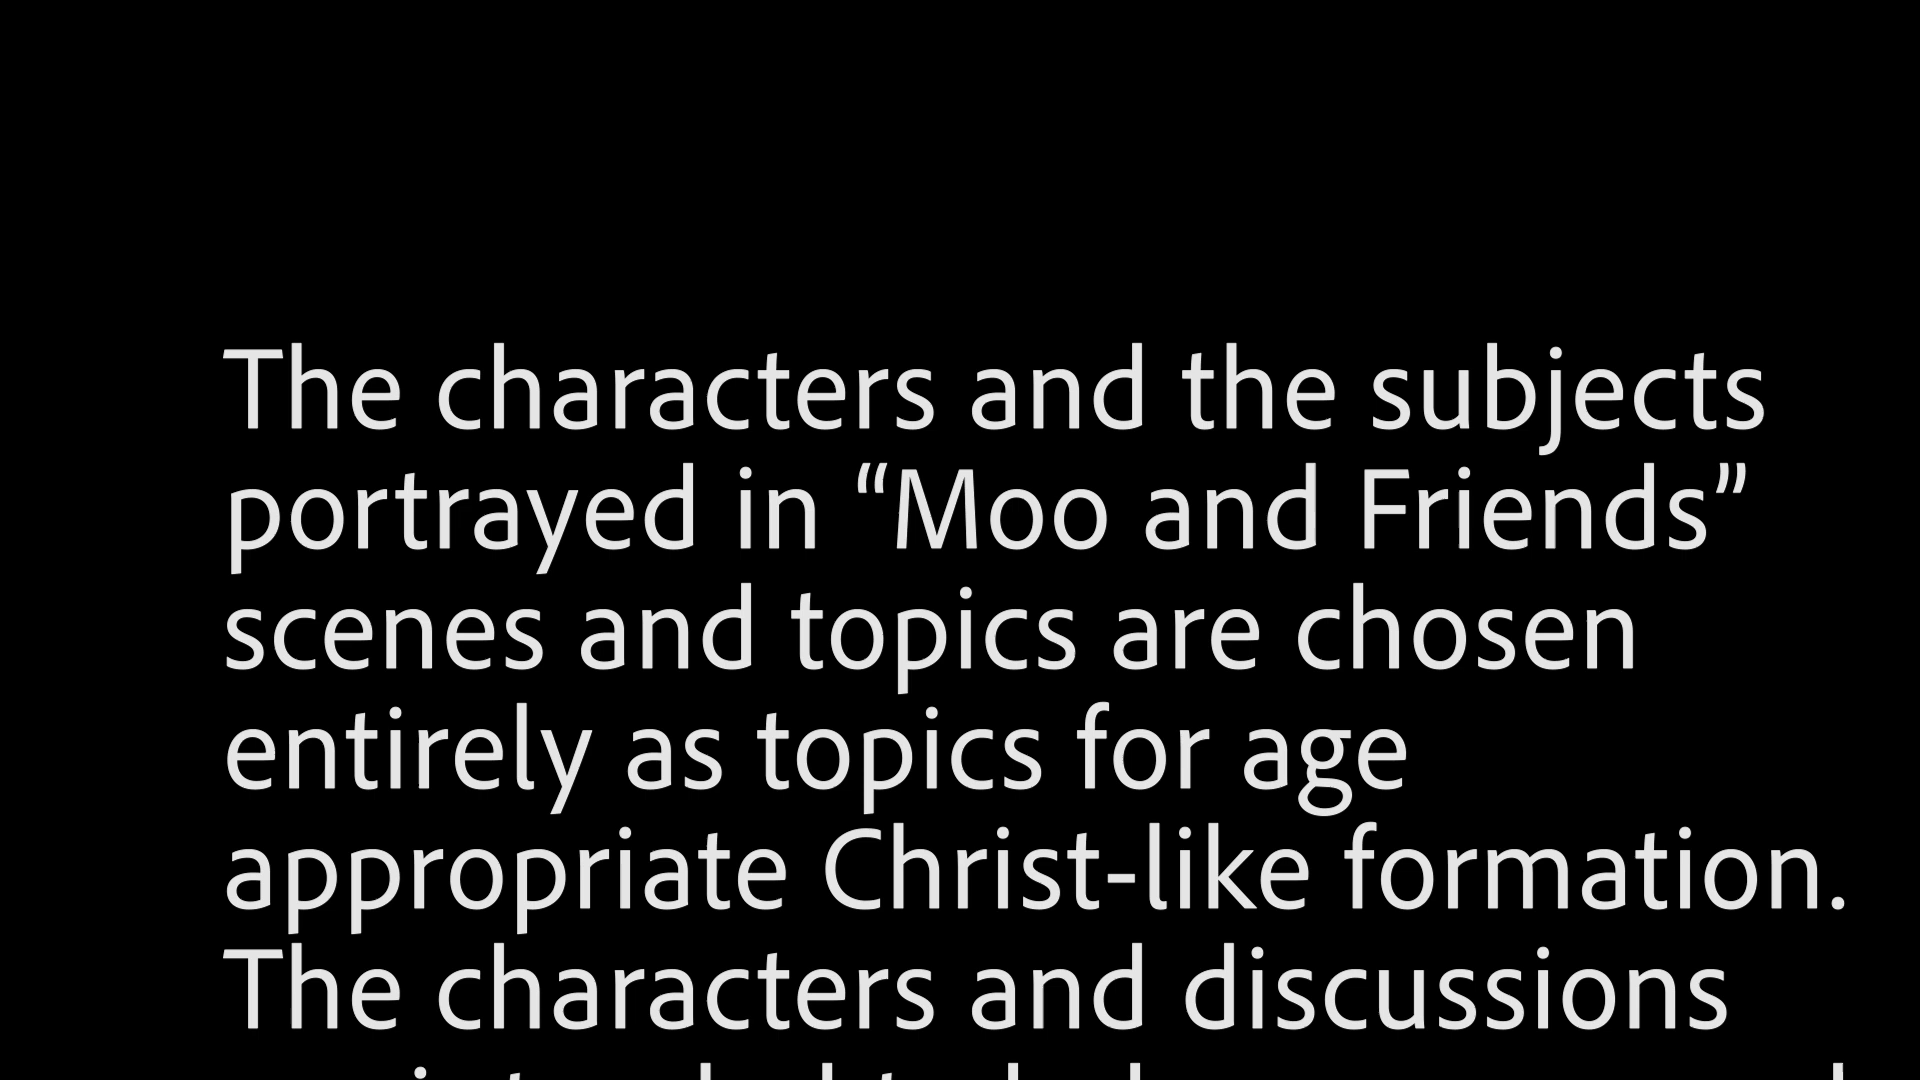 The characters and the subjects
portrayed in “Moo and Friends”
scenes and topics are chosen
entirely as topics for age
appropriate Christ-like formation.
The characters and discussions